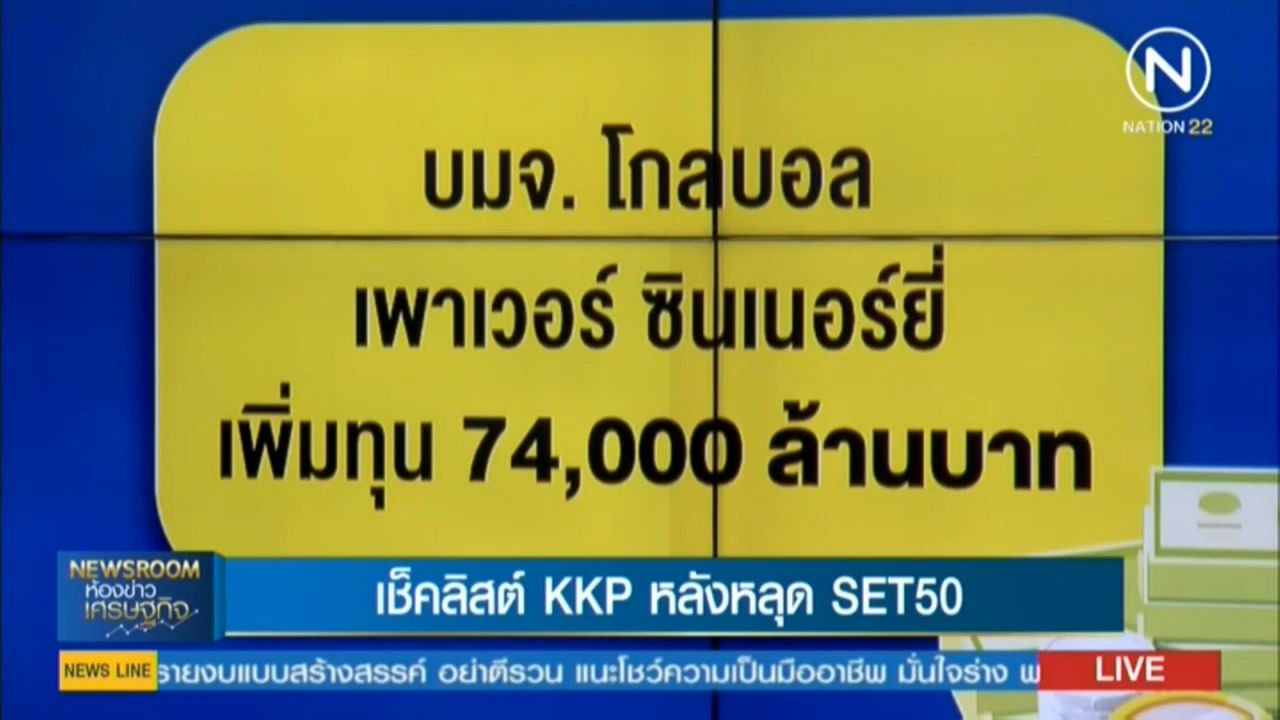 N
NATION 22
บมจ. โกลบอล
เพาเวอร์ ซินเนอร์ยี่
เพิ่มทุน 74,000 ล้านบาท
NEWSROOM
ห้องข่าว
เศรษฐกิจ
เช็คลิสต์ KKP หลังหลุด SET50
NEWS LINE
รายงบแบบสร้างสรรค์ อย่าตีรวน แนะโชว์ความเป็นมืออาชีพ มั่นใจร่าง พ
LIVE